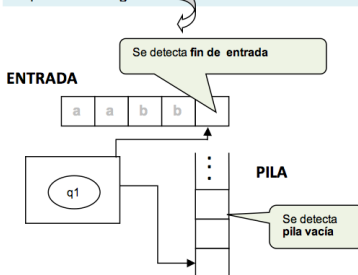 Se detecta fin de entrada
ENTRADA
a a b b
PILA
q1
Se detecta
pila vacía